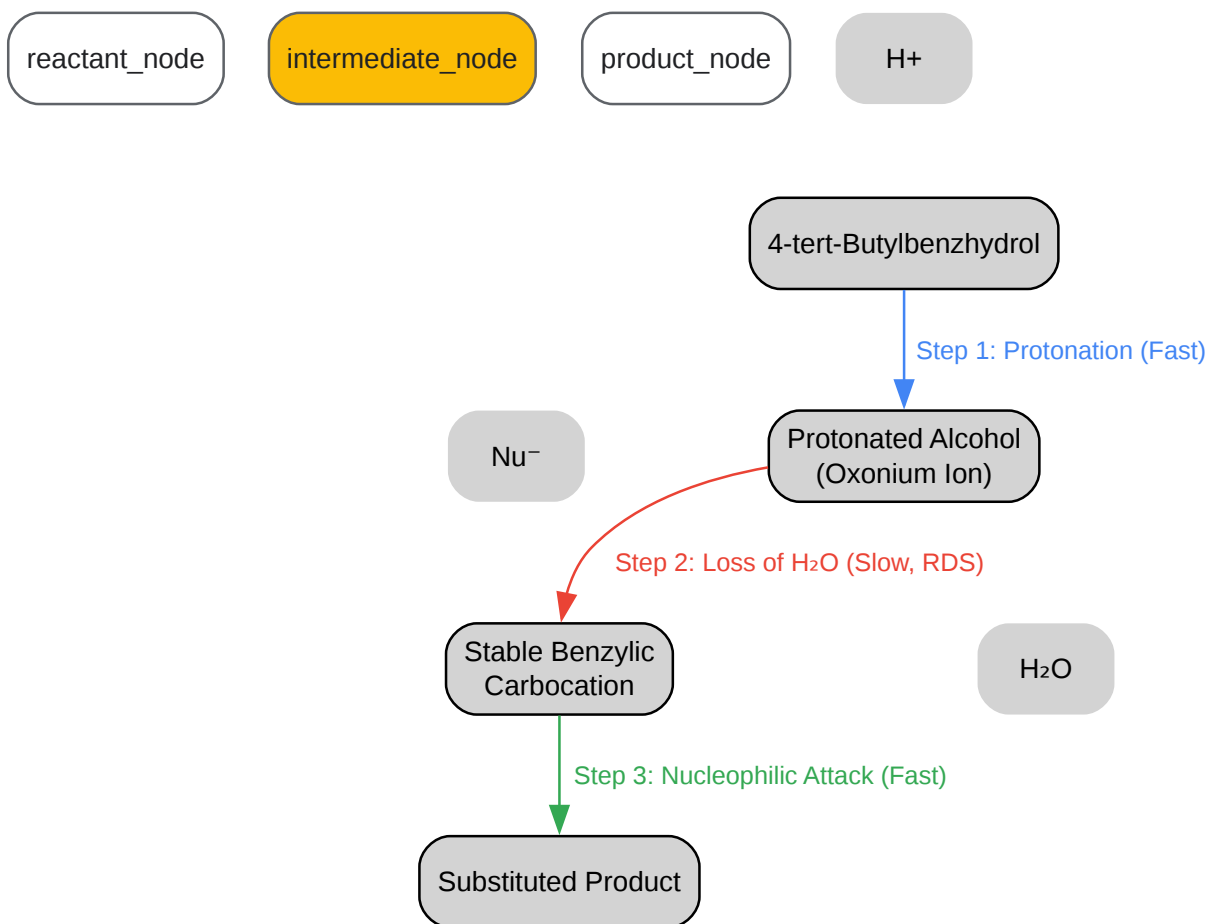 reactant_node
intermediate_node
product_node
H+
4-tert-Butylbenzhydrol
Step 1: Protonation (Fast)
Protonated Alcohol
(Oxonium Ion)
Nu⁻
Step 2: Loss of H₂O (Slow, RDS)
Stable Benzylic
Carbocation
H₂O
Step 3: Nucleophilic Attack (Fast)
Substituted Product